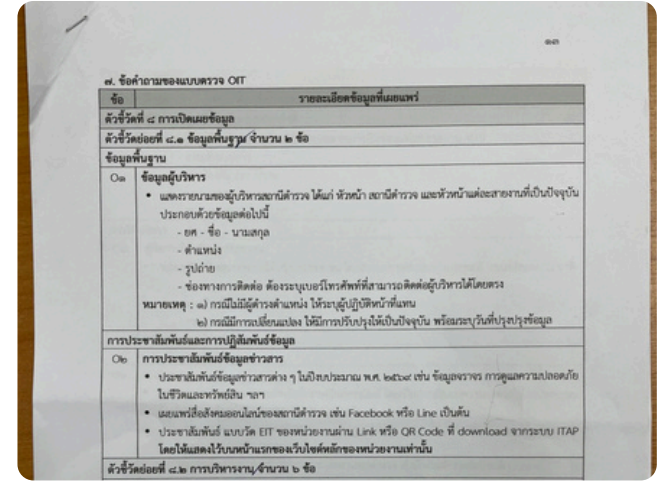 ๑๓
๗. ข้อคำถามของแบบตรวจ OIT
ข้อ รายละเอียดข้อมูลที่เผยแพร่
ตัวชี้วัดที่ ๘ การเปิดเผยข้อมูล
ตัวชี้วัดย่อยที่ ๘.๑ ข้อมูลพื้นฐาน จำนวน ๒ ข้อ
ข้อมูลพื้นฐาน
O๑ ข้อมูลผู้บริหาร
• แสดงรายนามของผู้บริหารสถานีตำรวจ ได้แก่ หัวหน้า สถานีตำรวจ และหัวหน้าแต่ละสายงานที่เป็นปัจจุบัน
ประกอบด้วยข้อมูลต่อไปนี้
- ยศ - ชื่อ - นามสกุล
- ตำแหน่ง
- รูปถ่าย
- ช่องทางการติดต่อ ต้องระบุเบอร์โทรศัพท์ที่สามารถติดต่อผู้บริหารได้โดยตรง
หมายเหตุ : ๑) กรณีไม่มีผู้ดำรงตำแหน่ง ให้ระบุผู้ปฏิบัติหน้าที่แทน
๒) กรณีมีการเปลี่ยนแปลง ให้มีการปรับปรุงให้เป็นปัจจุบัน พร้อมระบุวันที่ปรุงปรุงข้อมูล
การประชาสัมพันธ์และการปฏิสัมพันธ์ข้อมูล
O๒ การประชาสัมพันธ์ข้อมูลข่าวสาร
• ประชาสัมพันธ์ข้อมูลข่าวสารต่าง ๆ ในปีงบประมาณ พ.ศ. ๒๕๖๙ เช่น ข้อมูลจราจร การดูแลความปลอดภัย
ในชีวิตและทรัพย์สิน ฯลฯ
• เผยแพร่สื่อสังคมออนไลน์ของสถานีตำรวจ เช่น Facebook หรือ Line เป็นต้น
• ประชาสัมพันธ์ แบบวัด EIT ของหน่วยงานผ่าน Link หรือ QR Code ที่ download จากระบบ ITAP
โดยให้แสดงไว้บนหน้าแรกของเว็บไซต์หลักของหน่วยงานเท่านั้น
ตัวชี้วัดย่อยที่ ๘.๒ การบริหารงาน จำนวน ๖ ข้อ